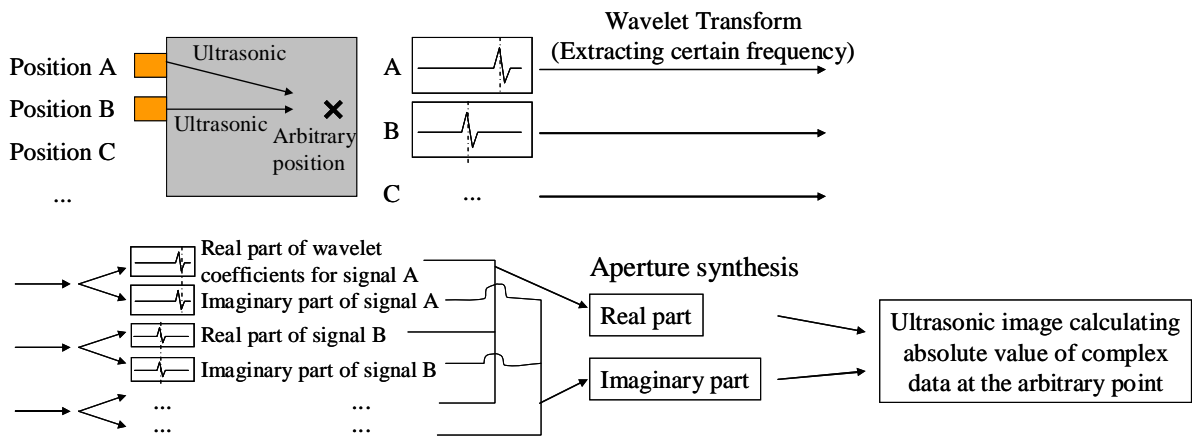 Wavelet Transform
(Extracting certain frequency)
Position A
Position B
Position C
...
Ultrasonic
Ultrasonic
Arbitrary
position
A
B
C
...
Real part of wavelet
coefficients for signal A
Imaginary part of signal A
Real part of signal B
Imaginary part of signal B
... ...
... ...
Aperture synthesis
Real part
Imaginary part
Ultrasonic image calculating
absolute value of complex
data at the arbitrary point